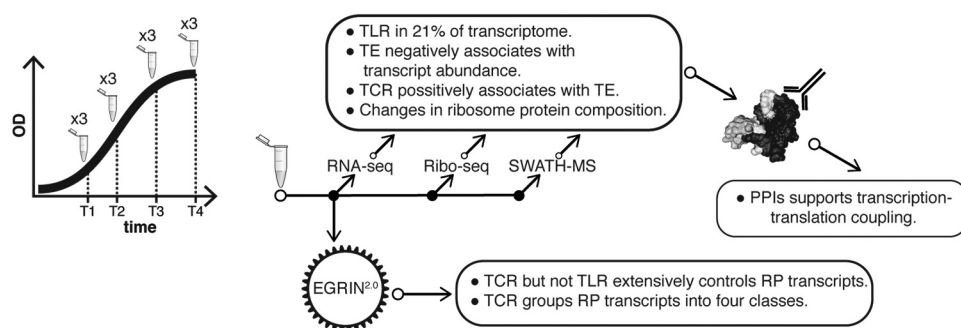 x3
x3
x3
x3
OD
T1 T2 T3 T4
time
• TLR in 21% of transcriptome.
• TE negatively associates with
transcript abundance.
• TCR possitively associates with TE.
• Changes in ribosome protein composition.
RNA-seq Ribo-seq SWATH-MS
• PPIs supports transcription-
translation coupling.
EGRIN2.0
• TCR but not TLR extensively controls RP transcripts.
• TCR groups RP transcripts into four classes.